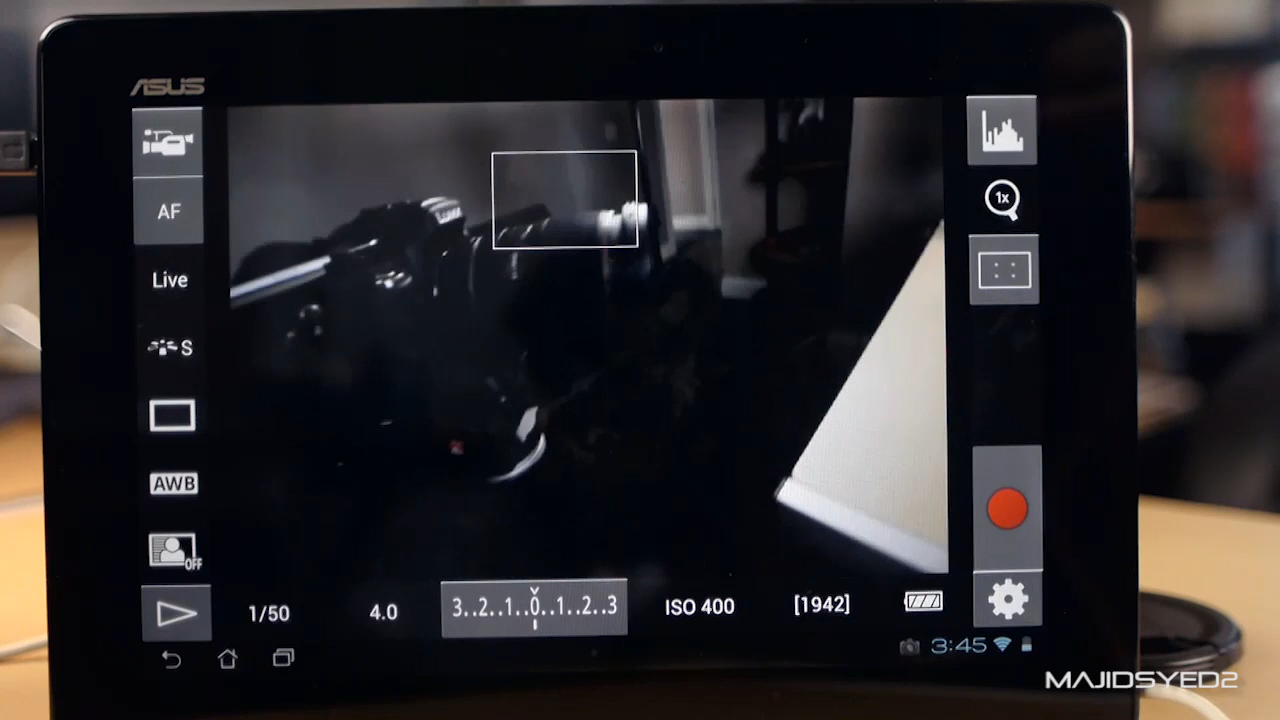 ASUS
AF
1x
Live
S
AWB
OFF
1/50
4.0
3..2..1..0..1..2..3
ISO 400
[1942]
3:45
MAJIDSYED2